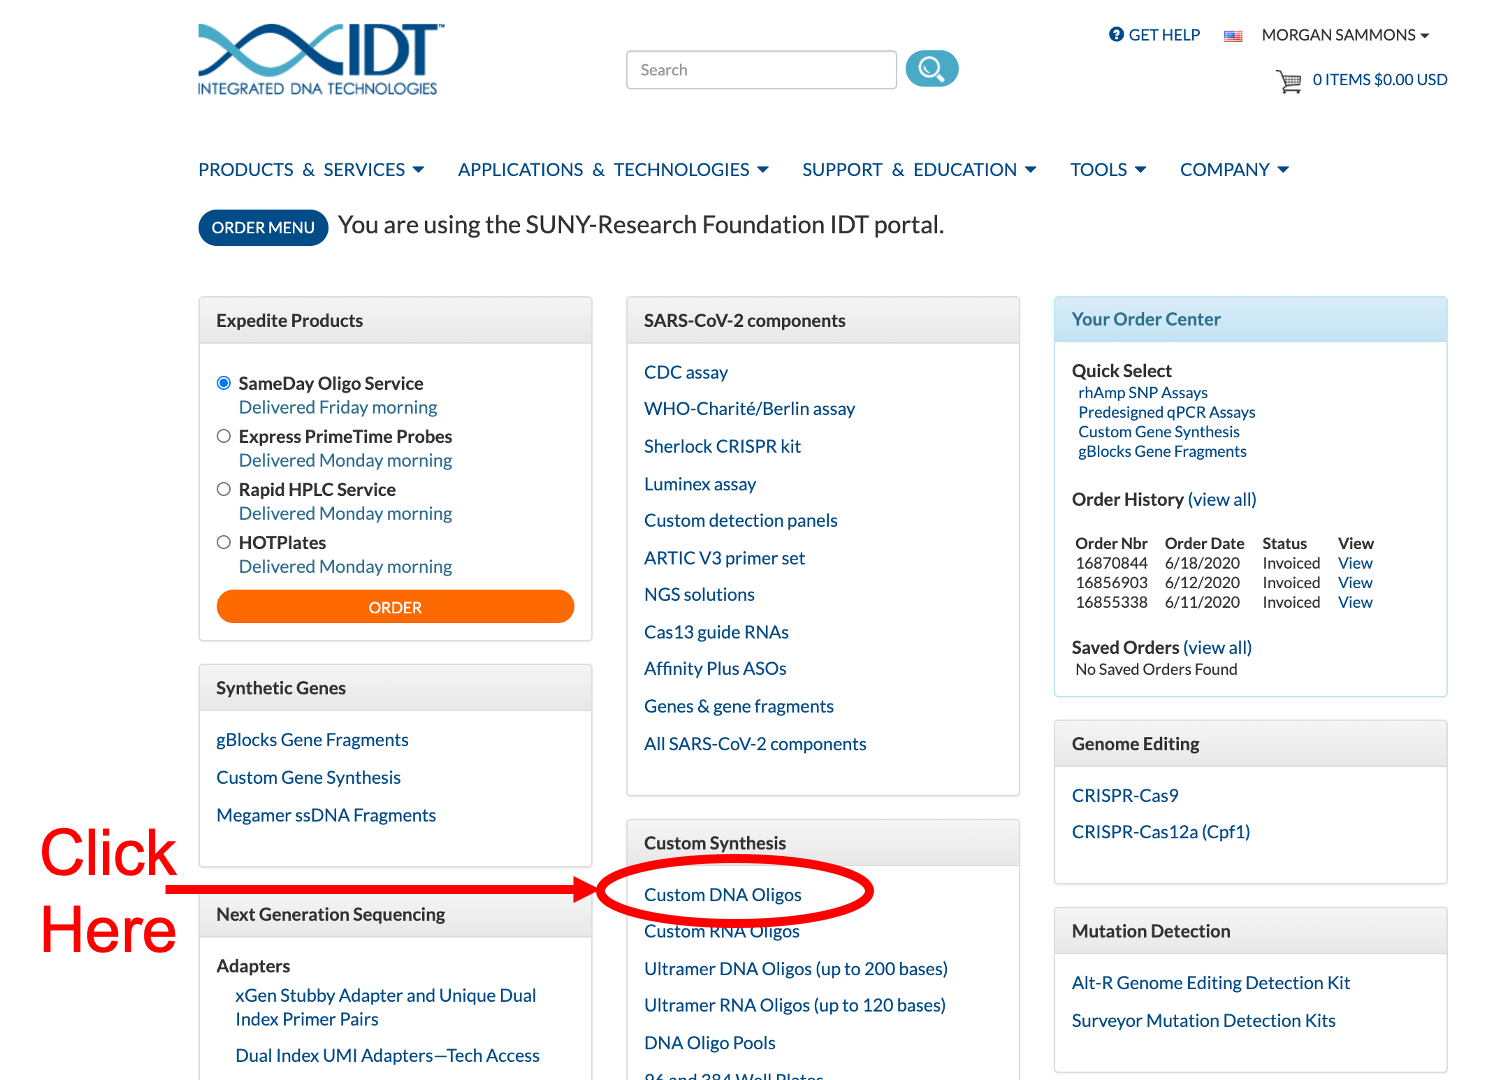 IDT™
INTEGRATED DNA TECHNOLOGIES
Search
GET HELP
MORGAN SAMMONS
0 ITEMS $0.00 USD
PRODUCTS & SERVICES
APPLICATIONS & TECHNOLOGIES
SUPPORT & EDUCATION
TOOLS
COMPANY
ORDER MENU
You are using the SUNY-Research Foundation IDT portal.
Expedite Products
SameDay Oligo Service
Delivered Friday morning
Express PrimeTime Probes
Delivered Monday morning
Rapid HPLC Service
Delivered Monday morning
HOTPlates
Delivered Monday morning
ORDER
Synthetic Genes
gBlocks Gene Fragments
Custom Gene Synthesis
Megamer ssDNA Fragments
Click
Here
Next Generation Sequencing
Adapters
xGen Stubby Adapter and Unique Dual
Index Primer Pairs
Dual Index UMI Adapters—Tech Access
SARS-CoV-2 components
CDC assay
WHO-Charité/Berlin assay
Sherlock CRISPR kit
Luminex assay
Custom detection panels
ARTIC V3 primer set
NGS solutions
Cas13 guide RNAs
Affinity Plus ASOs
Genes & gene fragments
All SARS-CoV-2 components
Custom Synthesis
Custom DNA Oligos
Custom RNA Oligos
Ultramer DNA Oligos (up to 200 bases)
Ultramer RNA Oligos (up to 120 bases)
DNA Oligo Pools
96 and 384 Well Plates
Your Order Center
Quick Select
rhAmp SNP Assays
Predesigned qPCR Assays
Custom Gene Synthesis
gBlocks Gene Fragments
Order History (view all)
Order Nbr Order Date Status View
16870844 6/18/2020 Invoiced View
16856903 6/12/2020 Invoiced View
16855338 6/11/2020 Invoiced View
Saved Orders (view all)
No Saved Orders Found
Genome Editing
CRISPR-Cas9
CRISPR-Cas12a (Cpf1)
Mutation Detection
Alt-R Genome Editing Detection Kit
Surveyor Mutation Detection Kits